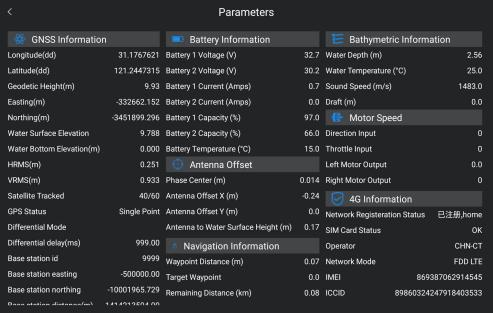 Parameters
GNSS Information
Longitude(dd) 31.1767621
Latitude(dd) 121.2447315
Geodetic Height(m) 9.93
Easting(m) -332662.152
Northing(m) -3451899.296
Water Surface Elevation 9.788
Water Bottom Elevation(m) 0.000
HRMS(m) 0.251
VRMS(m) 0.933
Satellite Tracked 40/60
GPS Status Single Point
Differential Mode
Differential delay(ms) 999.00
Base station id 9999
Base station easting -500000.00
Base station northing -10001965.729
Base station distance(m) 1414213504.00
Battery Information
Battery 1 Voltage (V) 32.7
Battery 2 Voltage (V) 30.2
Battery 1 Current (Amps) 0.7
Battery 2 Current (Amps) 0.0
Battery 1 Capacity (%) 97.0
Battery 2 Capacity (%) 66.0
Battery Temperature (°C) 15.0
Antenna Offset
Phase Center (m) 0.014
Antenna Offset X (m) -0.24
Antenna Offset Y (m) 0.0
Antenna to Water Surface Height (m) 0.17
Navigation Information
Waypoint Distance (m) 0.07
Target Waypoint 0.0
Remaining Distance (km) 0.08
Bathymetric Information
Water Depth (m) 2.56
Water Temperature (°C) 25.0
Sound Speed (m/s) 1483.0
Draft (m) 0.0
Motor Speed
Direction Input 0
Throttle Input 0
Left Motor Output 0.0
Right Motor Output 0
4G Information
Network Registeration Status 已注册,home
SIM Card Status OK
Operator CHN-CT
Network Mode FDD LTE
IMEI 869387062914545
ICCID 89860324247918403533